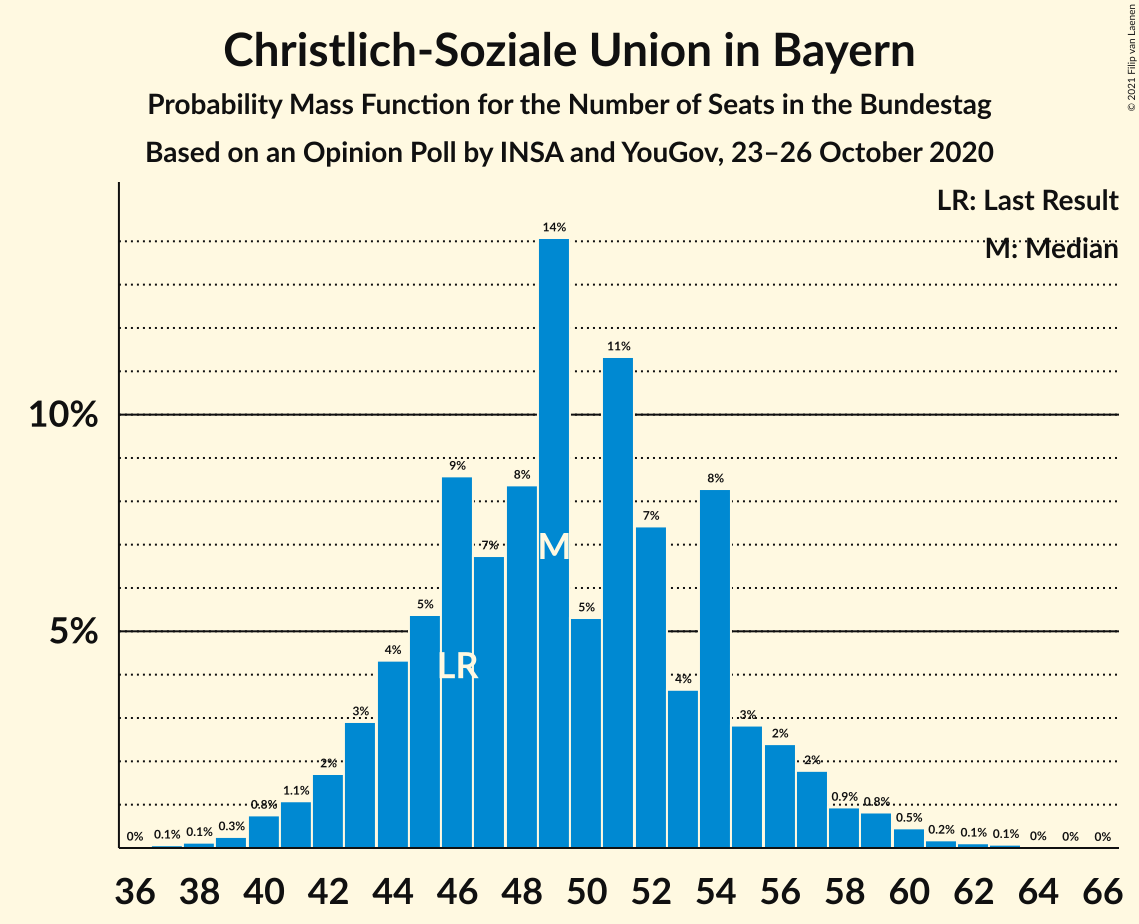 Christlich-Soziale Union in Bayern
Probability Mass Function for the Number of Seats in the Bundestag
Based on an Opinion Poll by INSA and YouGov, 23–26 October 2020
© 2021 Filip van Laenen
LR: Last Result
M: Median
10%
5%
0% 0.1% 0.1% 0.3% 0.8% 1.1% 2% 3% 4% 5% 9% 7% 8% 14% 5% 11% 7% 4% 8% 3% 2% 2% 0.9% 0.8% 0.5% 0.2% 0.1% 0.1% 0% 0% 0%
LR
M
36 38 40 42 44 46 48 50 52 54 56 58 60 62 64 66